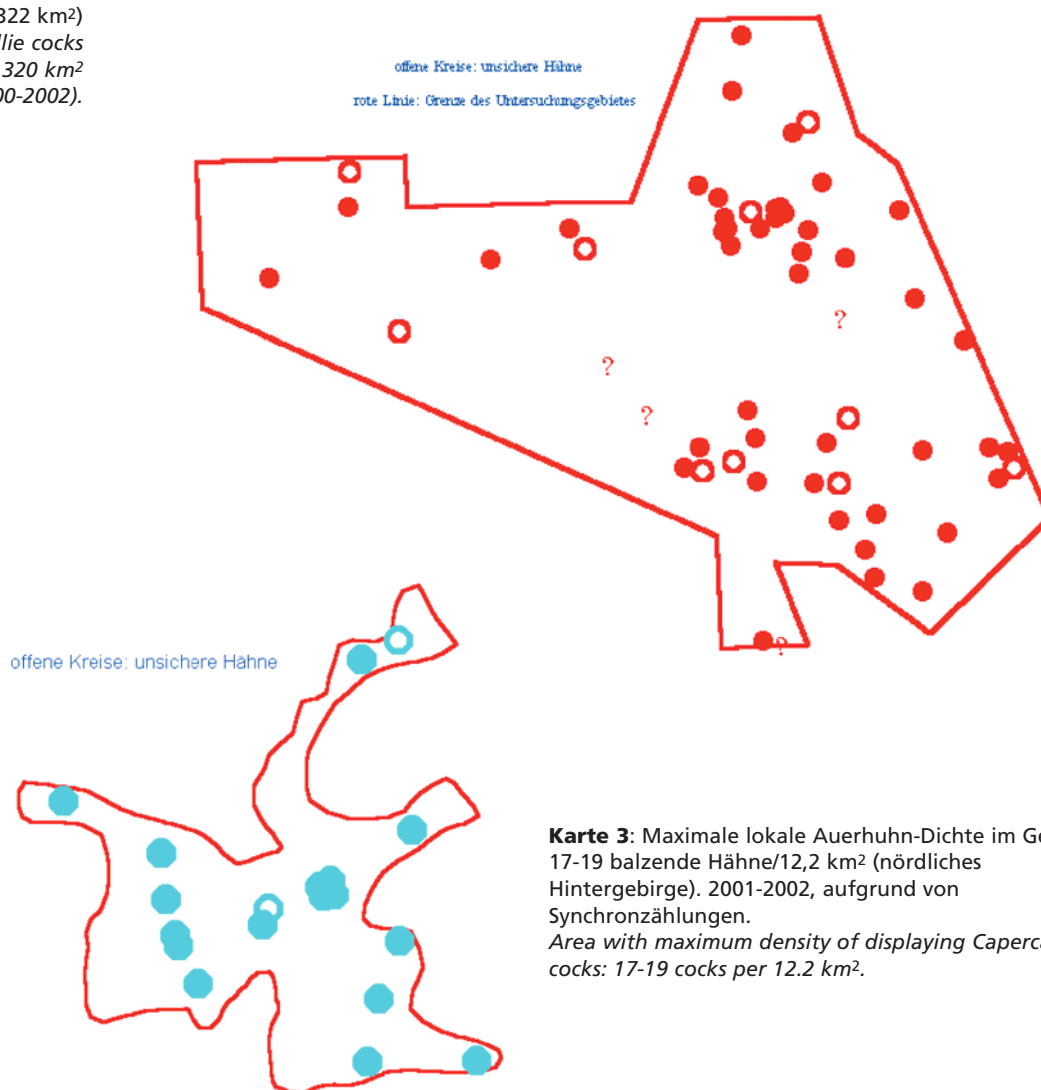 322 km²)
llie cocks
320 km²
00-2002).
offene Kreise: unsichere Hähne
rote Linie: Grenze des Untersuchungsgebietes
?
?
?
?
offene Kreise: unsichere Hähne
Karte 3: Maximale lokale Auerhuhn-Dichte im Ge
17-19 balzende Hähne/12,2 km² (nördliches
Hintergebirge). 2001-2002, aufgrund von
Synchronzählungen.
Area with maximum density of displaying Caperca
cocks: 17-19 cocks per 12.2 km².